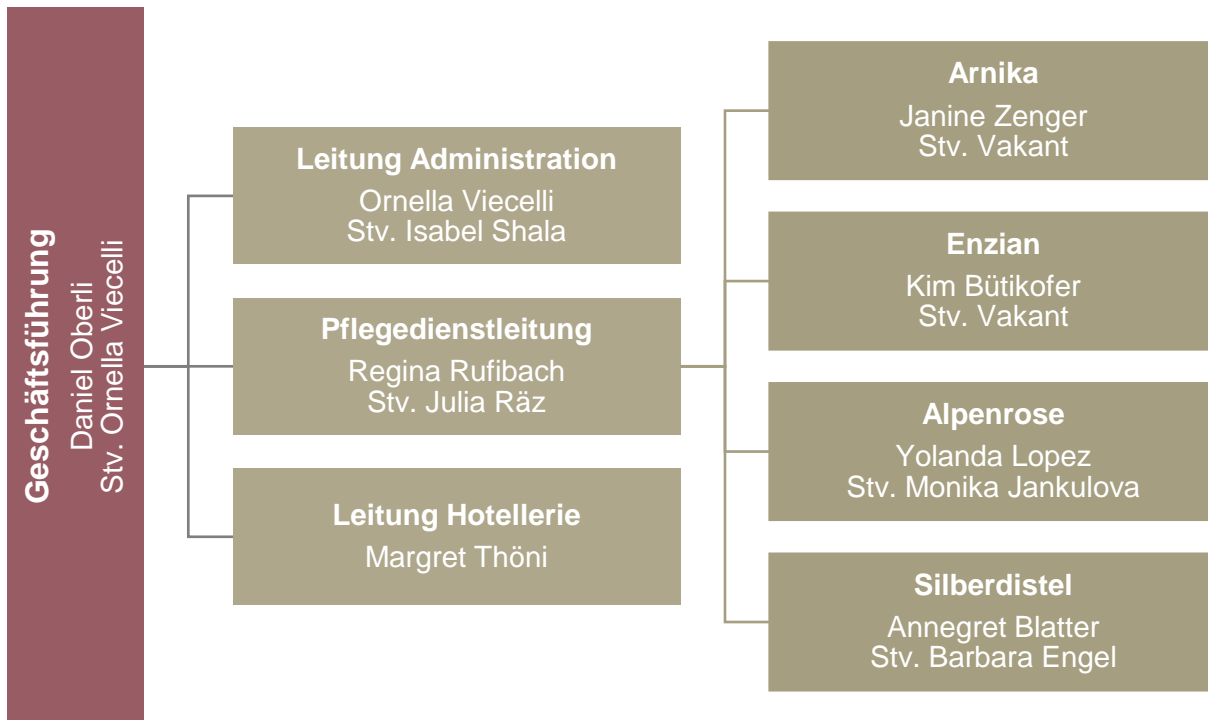 Geschäftsführung
Daniel Oberli
Stv. Ornella Viecelli
Leitung Administration
Ornella Viecelli
Stv. Isabel Shala
Pflegedienstleitung
Regina Rufibach
Stv. Julia Räz
Leitung Hotellerie
Margret Thöni
Arnika
Janine Zenger
Stv. Vakant
Enzian
Kim Bütikofer
Stv. Vakant
Alpenrose
Yolanda Lopez
Stv. Monika Jankulova
Silberdistel
Annegret Blatter
Stv. Barbara Engel